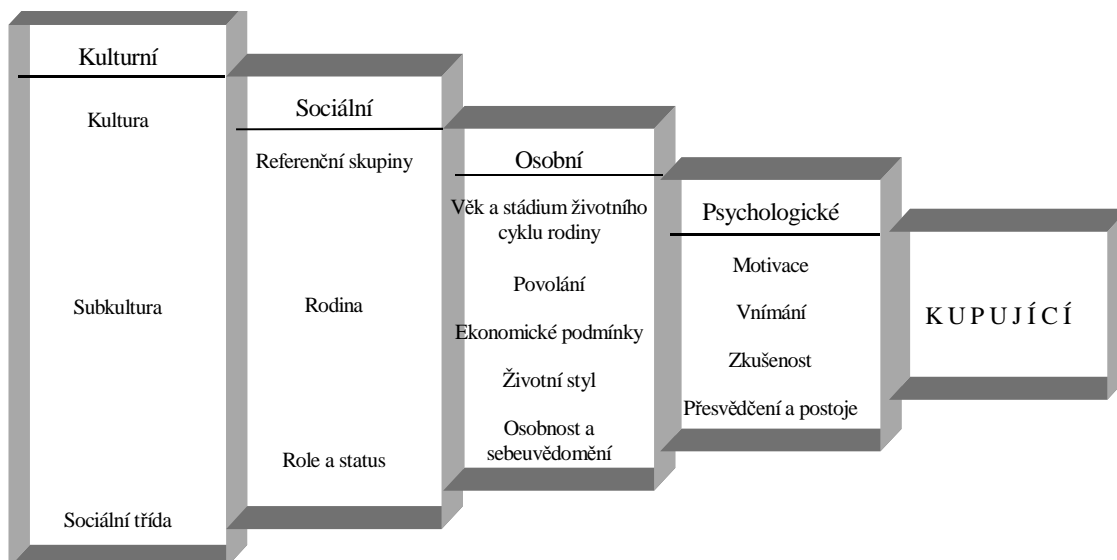 Kulturní
Kultura
Subkultura
Sociální třída
Sociální
Referenční skupiny
Rodina
Role a status
Osobní
Věk a stádium životního
cyklu rodiny
Povolání
Ekonomické podmínky
Životní styl
Osobnost a
sebeuvědomění
Psychologické
Motivace
Vnímání
Zkušenost
Přesvědčení a postoje
KUPUJÍCÍ